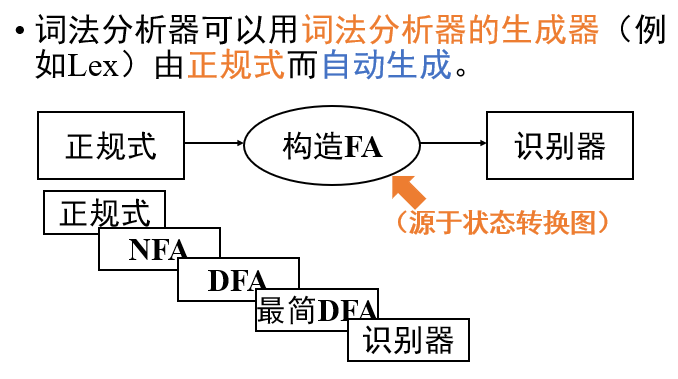 • 词法分析器可以用词法分析器的生成器（例
如Lex）由正规式而自动生成。
正规式
构造FA
识别器
（源于状态转换图）
正规式
NFA
DFA
最简DFA
识别器